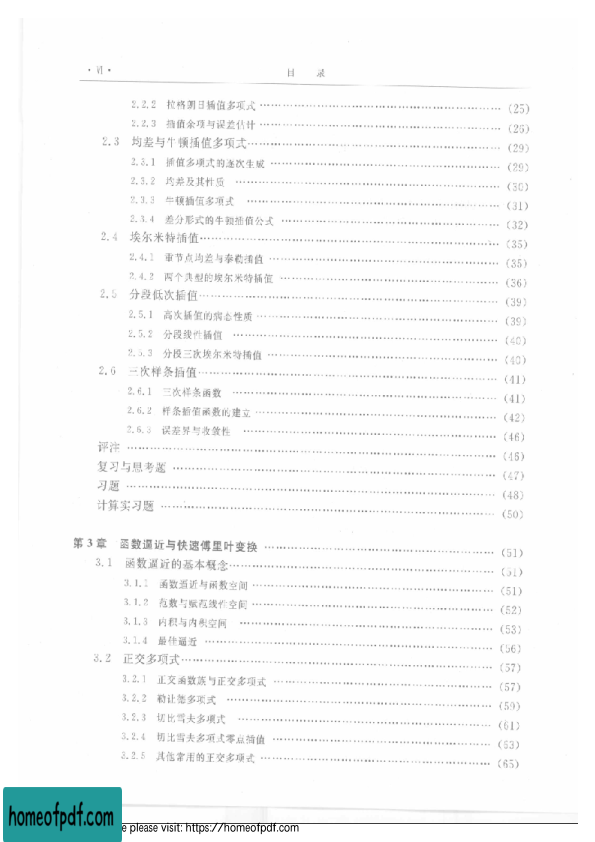 · VI · 目 录
2.2.2 拉格朗日插值多项式 (25)
2.2.3 插值余项与误差估计 (26)
2.3 均差与牛顿插值多项式 (29)
2.3.1 插值多项式的逐次生成 (29)
2.3.2 均差及其性质 (30)
2.3.3 牛顿插值多项式 (31)
2.3.4 差分形式的牛顿插值公式 (32)
2.4 埃尔米特插值 (35)
2.4.1 重节点均差与泰勒插值 (35)
2.4.2 两个典型的埃尔米特插值 (36)
2.5 分段低次插值 (39)
2.5.1 高次插值的病态性质 (39)
2.5.2 分段线性插值 (40)
2.5.3 分段三次埃尔米特插值 (40)
2.6 三次样条插值 (41)
2.6.1 三次样条函数 (41)
2.6.2 样条插值函数的建立 (42)
2.6.3 误差界与收敛性 (46)
评注 (46)
复习与思考题 (47)
习题 (48)
计算实习题 (50)
第 3 章 函数逼近与快速傅里叶变换 (51)
3.1 函数逼近的基本概念 (51)
3.1.1 函数逼近与函数空间 (51)
3.1.2 范数与赋范线性空间 (52)
3.1.3 内积与内积空间 (53)
3.1.4 最佳逼近 (56)
3.2 正交多项式 (57)
3.2.1 正交函数族与正交多项式 (57)
3.2.2 勒让德多项式 (59)
3.2.3 切比雪夫多项式 (61)
3.2.4 切比雪夫多项式零点插值 (63)
3.2.5 其他常用的正交多项式 (65)
homeofpdf.com
e please visit: https://homeofpdf.com